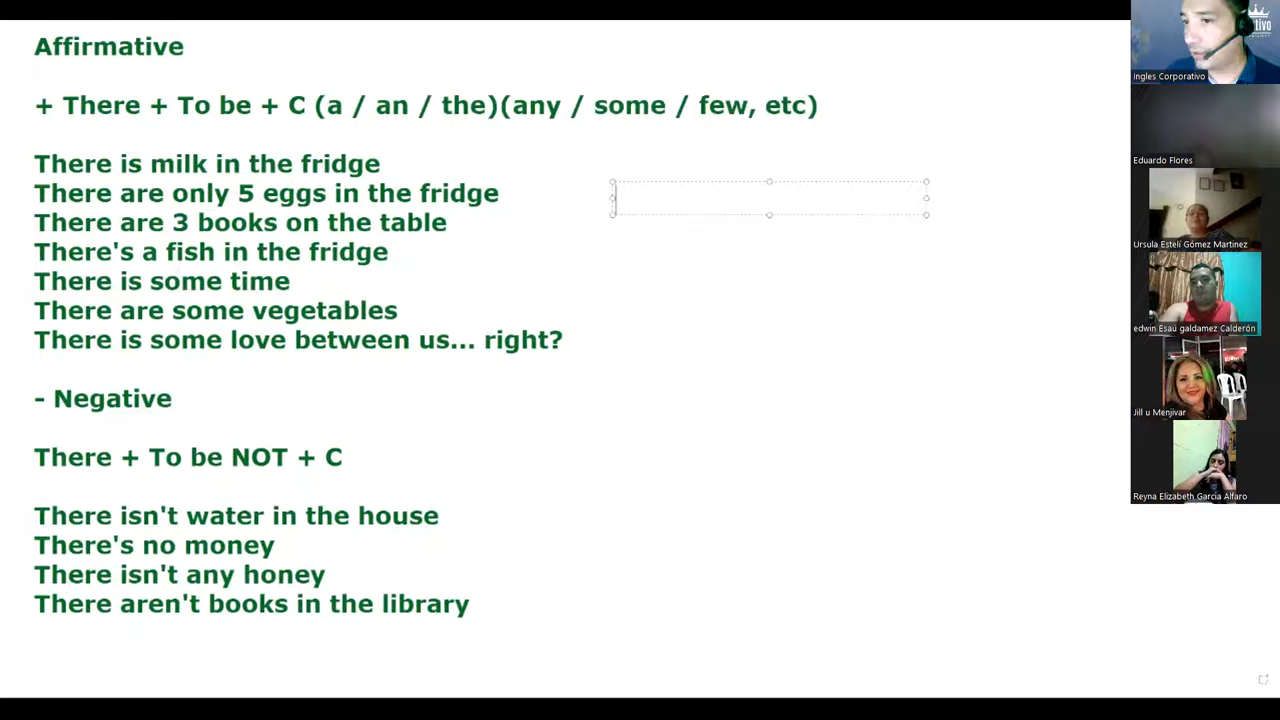 Affirmative
+ There + To be + C (a / an / the)(any / some / few, etc)
There is milk in the fridge
There are only 5 eggs in the fridge
There are 3 books on the table
There's a fish in the fridge
There is some time
There are some vegetables
There is some love between us... right?
- Negative
There + To be NOT + C
There isn't water in the house
There's no money
There isn't any honey
There aren't books in the library
Ingles Corporativo
Eduardo Flores
Ursula Estelí Gómez Martinez
edwin Esaú galdamez Calderón
Jill u Menjivar
Reyna Elizabeth Garcia Alfaro